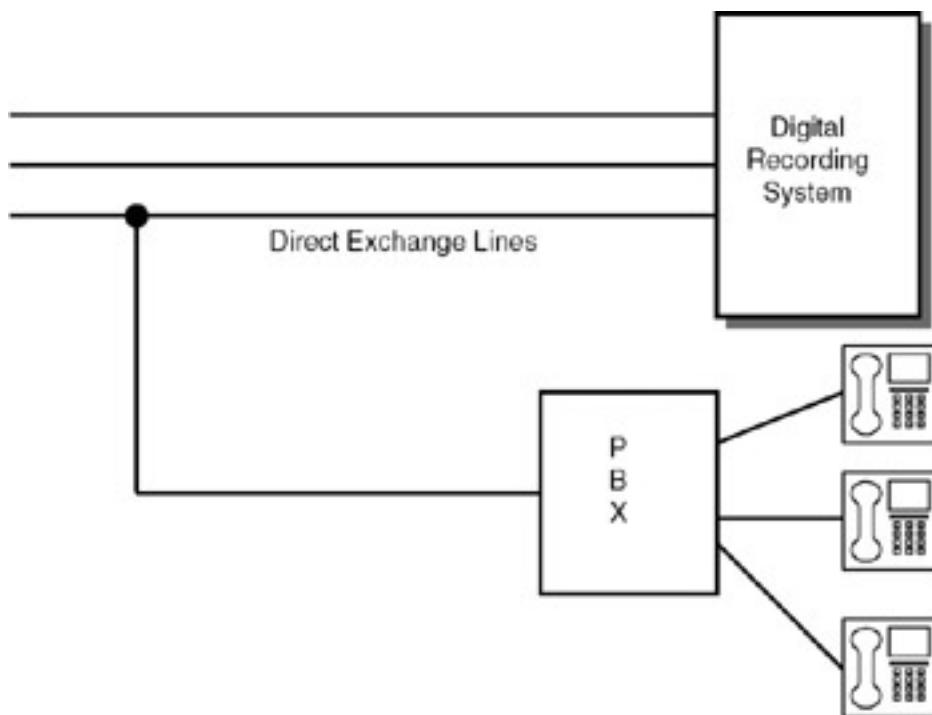 Digital
Recording
System
Direct Exchange Lines
P
B
X